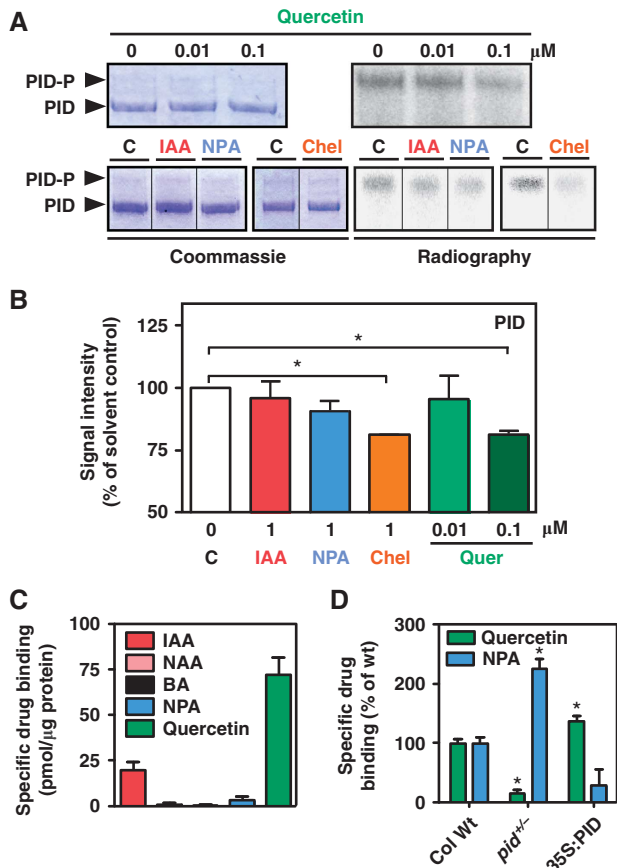 A
Quercetin
0 0.01 0.1 0 0.01 0.1 µM
PID-P
PID
C IAA NPA C Chel C IAA NPA C Chel
PID-P
PID
Coommassie Radiography
B
PID
*
*
Signal intensity
(% of solvent control)
125
100
75
50
0 1 1 1 0.01 0.1 µM
C IAA NPA Chel Quer
C
Specific drug binding
(pmol/µg protein)
100
75
50
25
0
IAA
NAA
BA
NPA
Quercetin
D
Specific drug
binding (% of wt)
300
200
100
0
Quercetin
NPA
*
*
*
Col Wt
pid+/–
35S:PID